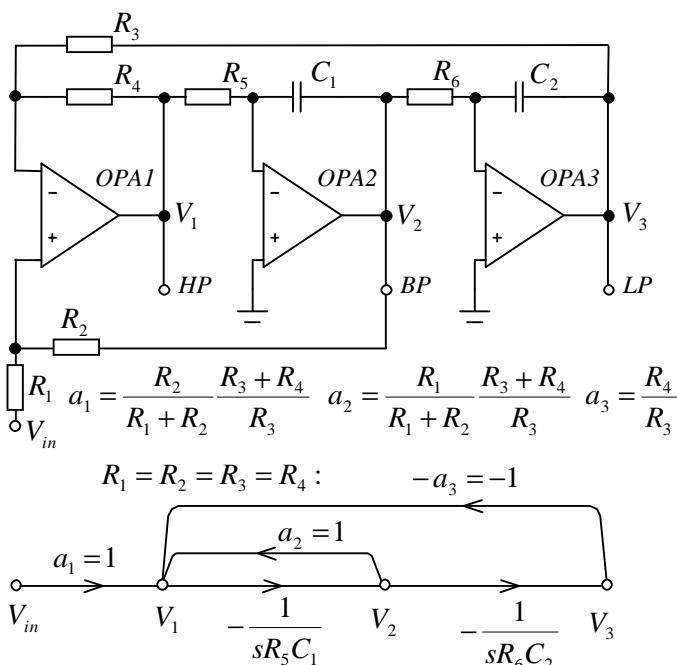 R₃
R₄ R₅ C₁ R₆ C₂
OPA1 OPA2 OPA3
− − −
V₁ V₂ V₃
+ + +
HP BP LP
R₂
R₁ a₁ = R₂/(R₁ + R₂) (R₃ + R₄)/R₃ a₂ = R₁/(R₁ + R₂) (R₃ + R₄)/R₃ a₃ = R₄/R₃
V_in
R₁ = R₂ = R₃ = R₄ : −a₃ = −1
a₁ = 1 a₂ = 1
V_in V₁ −1/(sR₅C₁) V₂ −1/(sR₆C₂) V₃